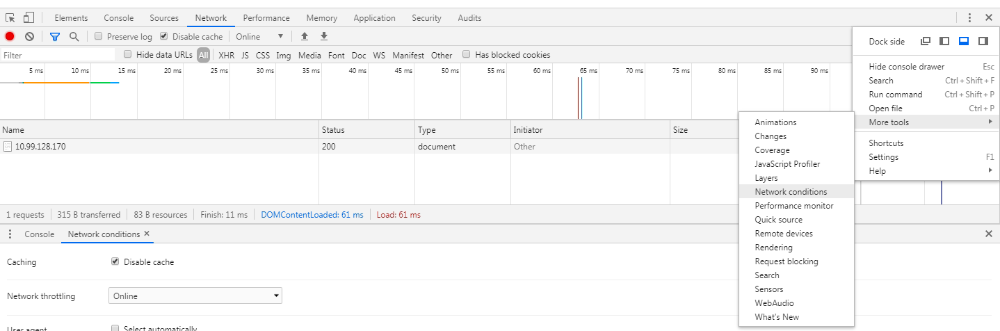 Elements Console Sources Network Performance Memory Application Security Audits
Preserve log Disable cache Online
Dock side
Filter Hide data URLs All XHR JS CSS Img Media Font Doc WS Manifest Other Has blocked cookies
5 ms 10 ms 15 ms 20 ms 25 ms 30 ms 35 ms 40 ms 45 ms 50 ms 55 ms 60 ms 65 ms 70 ms 75 ms 80 ms 85 ms 90 ms
Hide console drawer Esc
Search Ctrl + Shift + F
Run command Ctrl + Shift + P
Open file Ctrl + P
More tools
Shortcuts
Settings F1
Help
Name Status Type Initiator Size
10.99.128.170 200 document Other
Animations
Changes
Coverage
JavaScript Profiler
Layers
Network conditions
Performance monitor
Quick source
Remote devices
Rendering
Request blocking
Search
Sensors
WebAudio
What's New
1 requests 315 B transferred 83 B resources Finish: 11 ms DOMContentLoaded: 61 ms Load: 61 ms
Console Network conditions
Caching Disable cache
Network throttling Online
User agent Select automatically